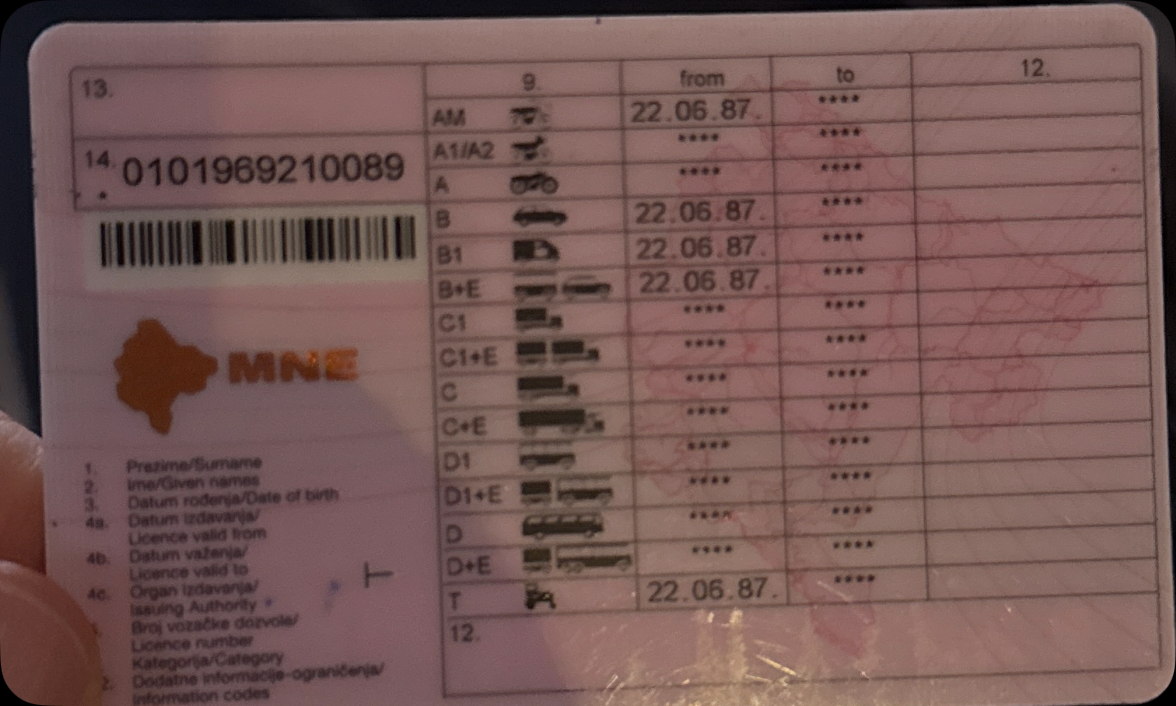 13.
14. 0101969210089
MNE
1. Prezime/Surname
2. Ime/Given names
3. Datum rođenja/Date of birth
4a. Datum izdavanja/
Licence valid from
4b. Datum važenja/
Licence valid to
4c. Organ izdavanja/
Issuing Authority
Broj vozačke dozvole/
Licence number
Kategorija/Category
2. Dodatne informacije-ograničenja/
information codes
9. from to 12.
AM 22.06.87. ****
A1/A2 **** ****
A **** ****
B 22.06.87. ****
B1 22.06.87. ****
B+E 22.06.87. ****
C1 **** ****
C1+E **** ****
C **** ****
C+E **** ****
D1 **** ****
D1+E **** ****
D **** ****
D+E **** ****
T 22.06.87. ****
12.